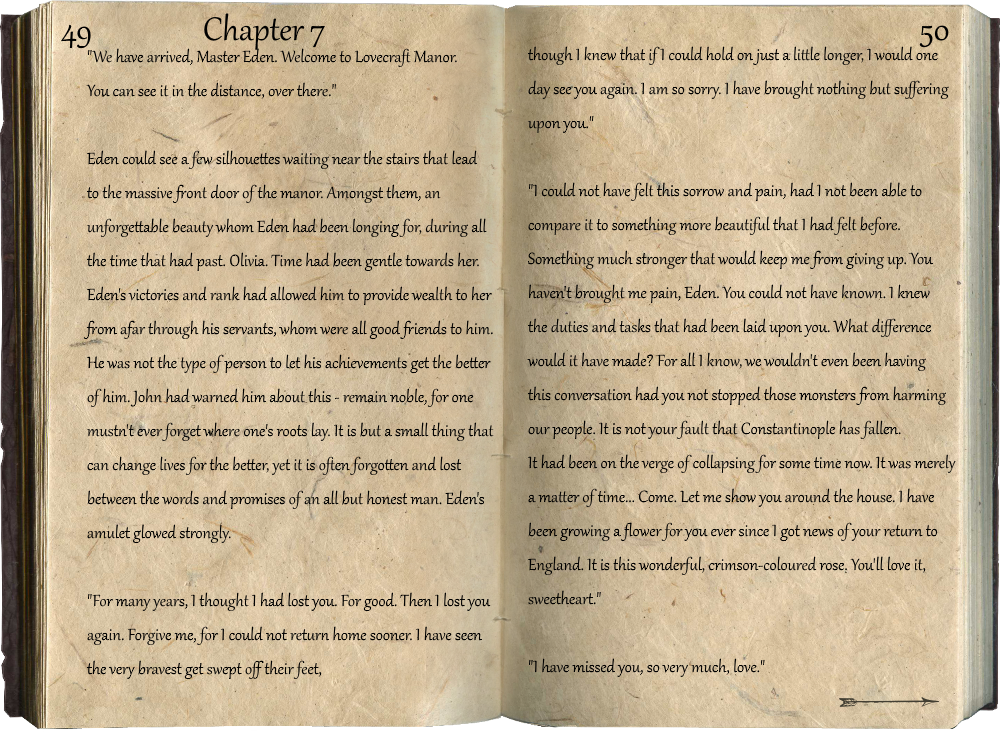 49
Chapter 7
"We have arrived, Master Eden. Welcome to Lovecraft Manor.
You can see it in the distance, over there."
Eden could see a few silhouettes waiting near the stairs that lead
to the massive front door of the manor. Amongst them, an
unforgettable beauty whom Eden had been longing for, during all
the time that had past. Olivia. Time had been gentle towards her.
Eden's victories and rank had allowed him to provide wealth to her
from afar through his servants, whom were all good friends to him.
He was not the type of person to let his achievements get the better
of him. John had warned him about this - remain noble, for one
mustn't ever forget where one's roots lay. It is but a small thing that
can change lives for the better, yet it is often forgotten and lost
between the words and promises of an all but honest man. Eden's
amulet glowed strongly.
"For many years, I thought I had lost you. For good. Then I lost you
again. Forgive me, for I could not return home sooner. I have seen
the very bravest get swept off their feet,
50
though I knew that if I could hold on just a little longer, I would one
day see you again. I am so sorry. I have brought nothing but suffering
upon you."
"I could not have felt this sorrow and pain, had I not been able to
compare it to something more beautiful that I had felt before.
Something much stronger that would keep me from giving up. You
haven't brought me pain, Eden. You could not have known. I knew
the duties and tasks that had been laid upon you. What difference
would it have made? For all I know, we wouldn't even been having
this conversation had you not stopped those monsters from harming
our people. It is not your fault that Constantinople has fallen.
It had been on the verge of collapsing for some time now. It was merely
a matter of time... Come. Let me show you around the house. I have
been growing a flower for you ever since I got news of your return to
England. It is this wonderful, crimson-coloured rose. You'll love it,
sweetheart."
"I have missed you, so very much, love."